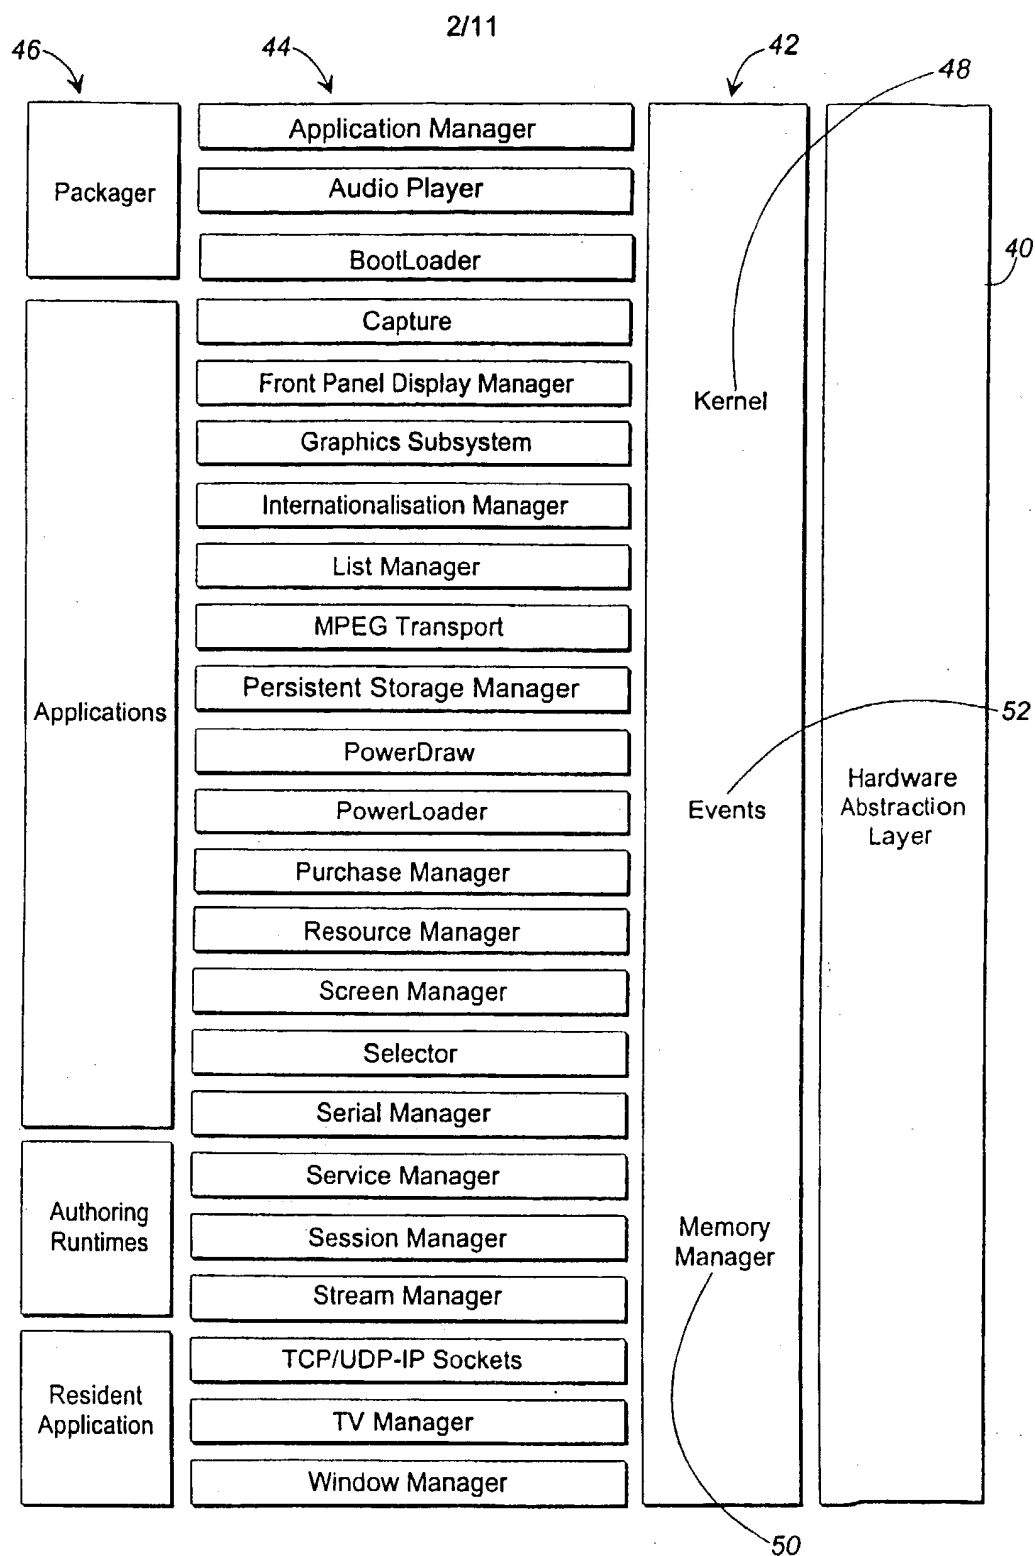 2/11
46
44
42
48
40
52
50
Packager
Applications
Authoring
Runtimes
Resident
Application
Application Manager
Audio Player
BootLoader
Capture
Front Panel Display Manager
Graphics Subsystem
Internationalisation Manager
List Manager
MPEG Transport
Persistent Storage Manager
PowerDraw
PowerLoader
Purchase Manager
Resource Manager
Screen Manager
Selector
Serial Manager
Service Manager
Session Manager
Stream Manager
TCP/UDP-IP Sockets
TV Manager
Window Manager
Kernel
Events
Memory
Manager
Hardware
Abstraction
Layer